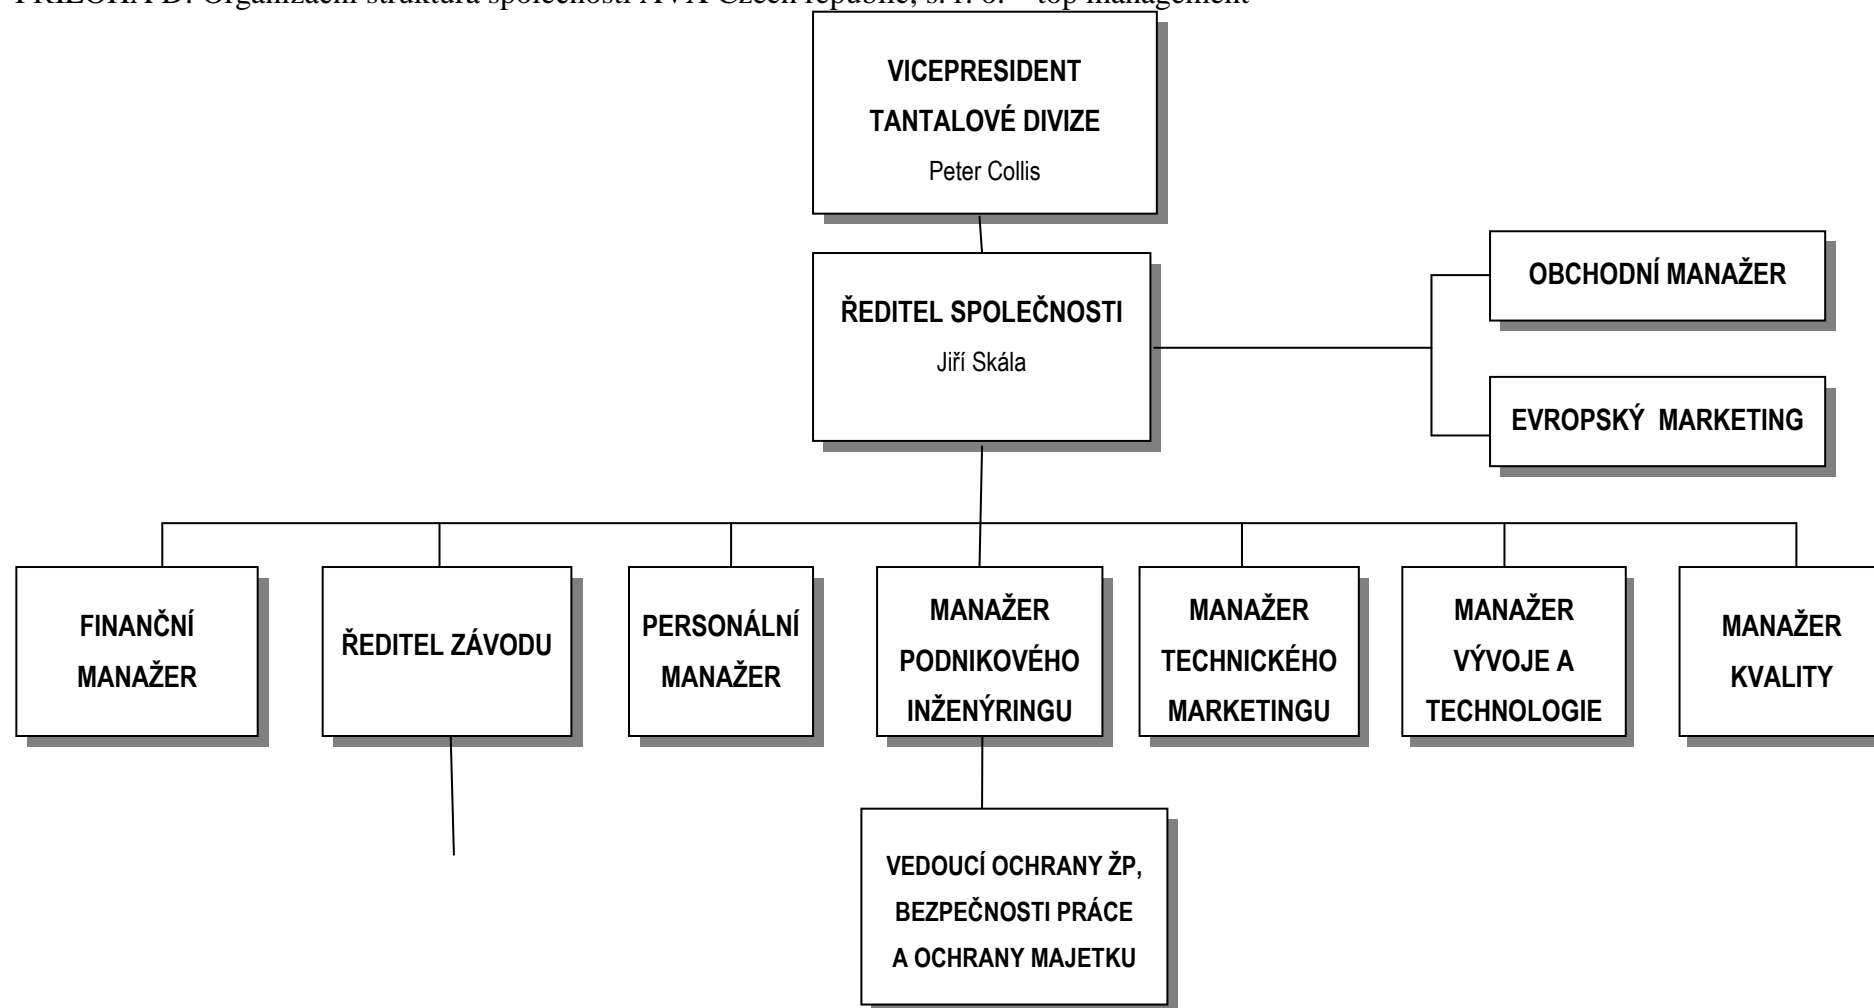 PŘÍLOHA D: Organizační struktura společnosti AVX Czech republic, s. r. o. – top management
VICEPRESIDENT
TANTALOVÉ DIVIZE
Peter Collis
ŘEDITEL SPOLEČNOSTI
Jiří Skála
OBCHODNÍ MANAŽER
EVROPSKÝ MARKETING
FINANČNÍ
MANAŽER
ŘEDITEL ZÁVODU
PERSONÁLNÍ
MANAŽER
MANAŽER
PODNIKOVÉHO
INŽENÝRINGU
MANAŽER
TECHNICKÉHO
MARKETINGU
MANAŽER
VÝVOJE A
TECHNOLOGIE
MANAŽER
KVALITY
VEDOUCÍ OCHRANY ŽP,
BEZPEČNOSTI PRÁCE
A OCHRANY MAJETKU